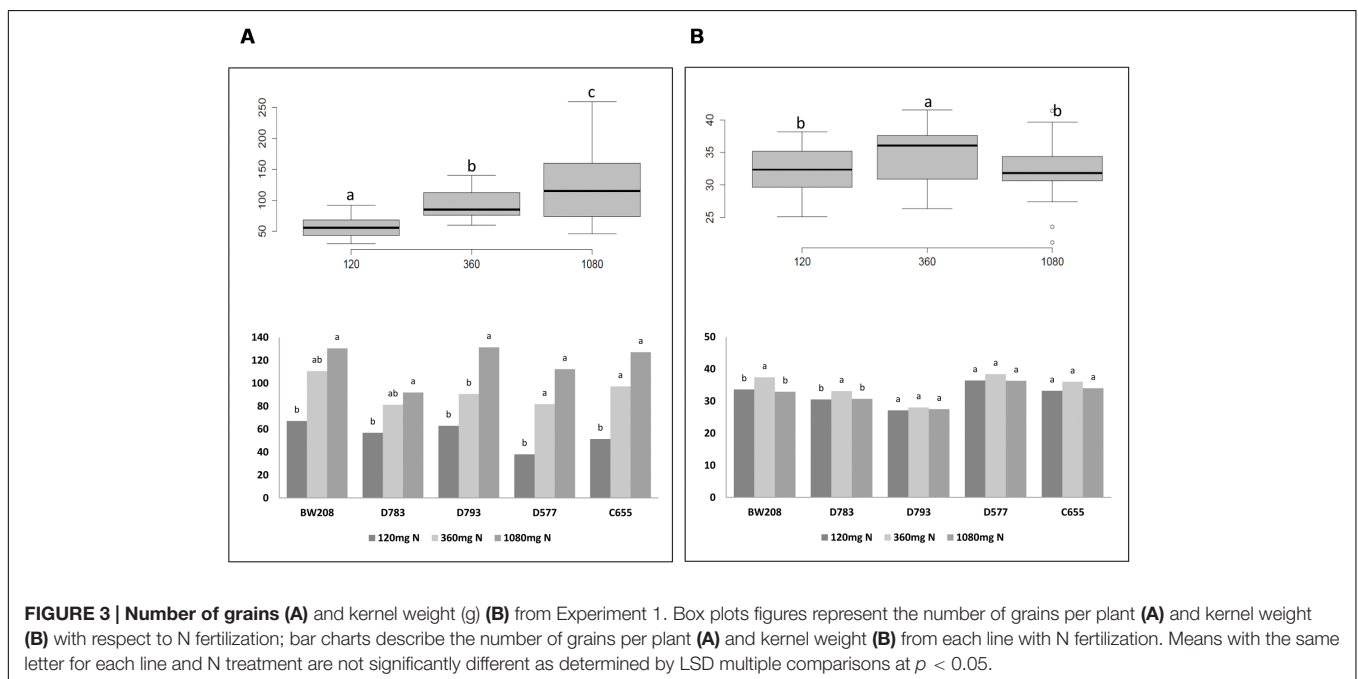 A
B
c
b
a
250
200
150
100
50
120 360 1080
a
b
b
40
35
30
25
120 360 1080
140
120
100
80
60
40
20
0
b ab a b ab a b b a b a a b a a
BW208 D783 D793 D577 C655
120mg N 360mg N 1080mg N
50
40
30
20
10
0
b a b b a b a a a a a a a a a
BW208 D783 D793 D577 C655
120mg N 360mg N 1080mg N
FIGURE 3 | Number of grains (A) and kernel weight (g) (B) from Experiment 1. Box plots figures represent the number of grains per plant (A) and kernel weight
(B) with respect to N fertilization; bar charts describe the number of grains per plant (A) and kernel weight (B) from each line with N fertilization. Means with the same
letter for each line and N treatment are not significantly different as determined by LSD multiple comparisons at p < 0.05.